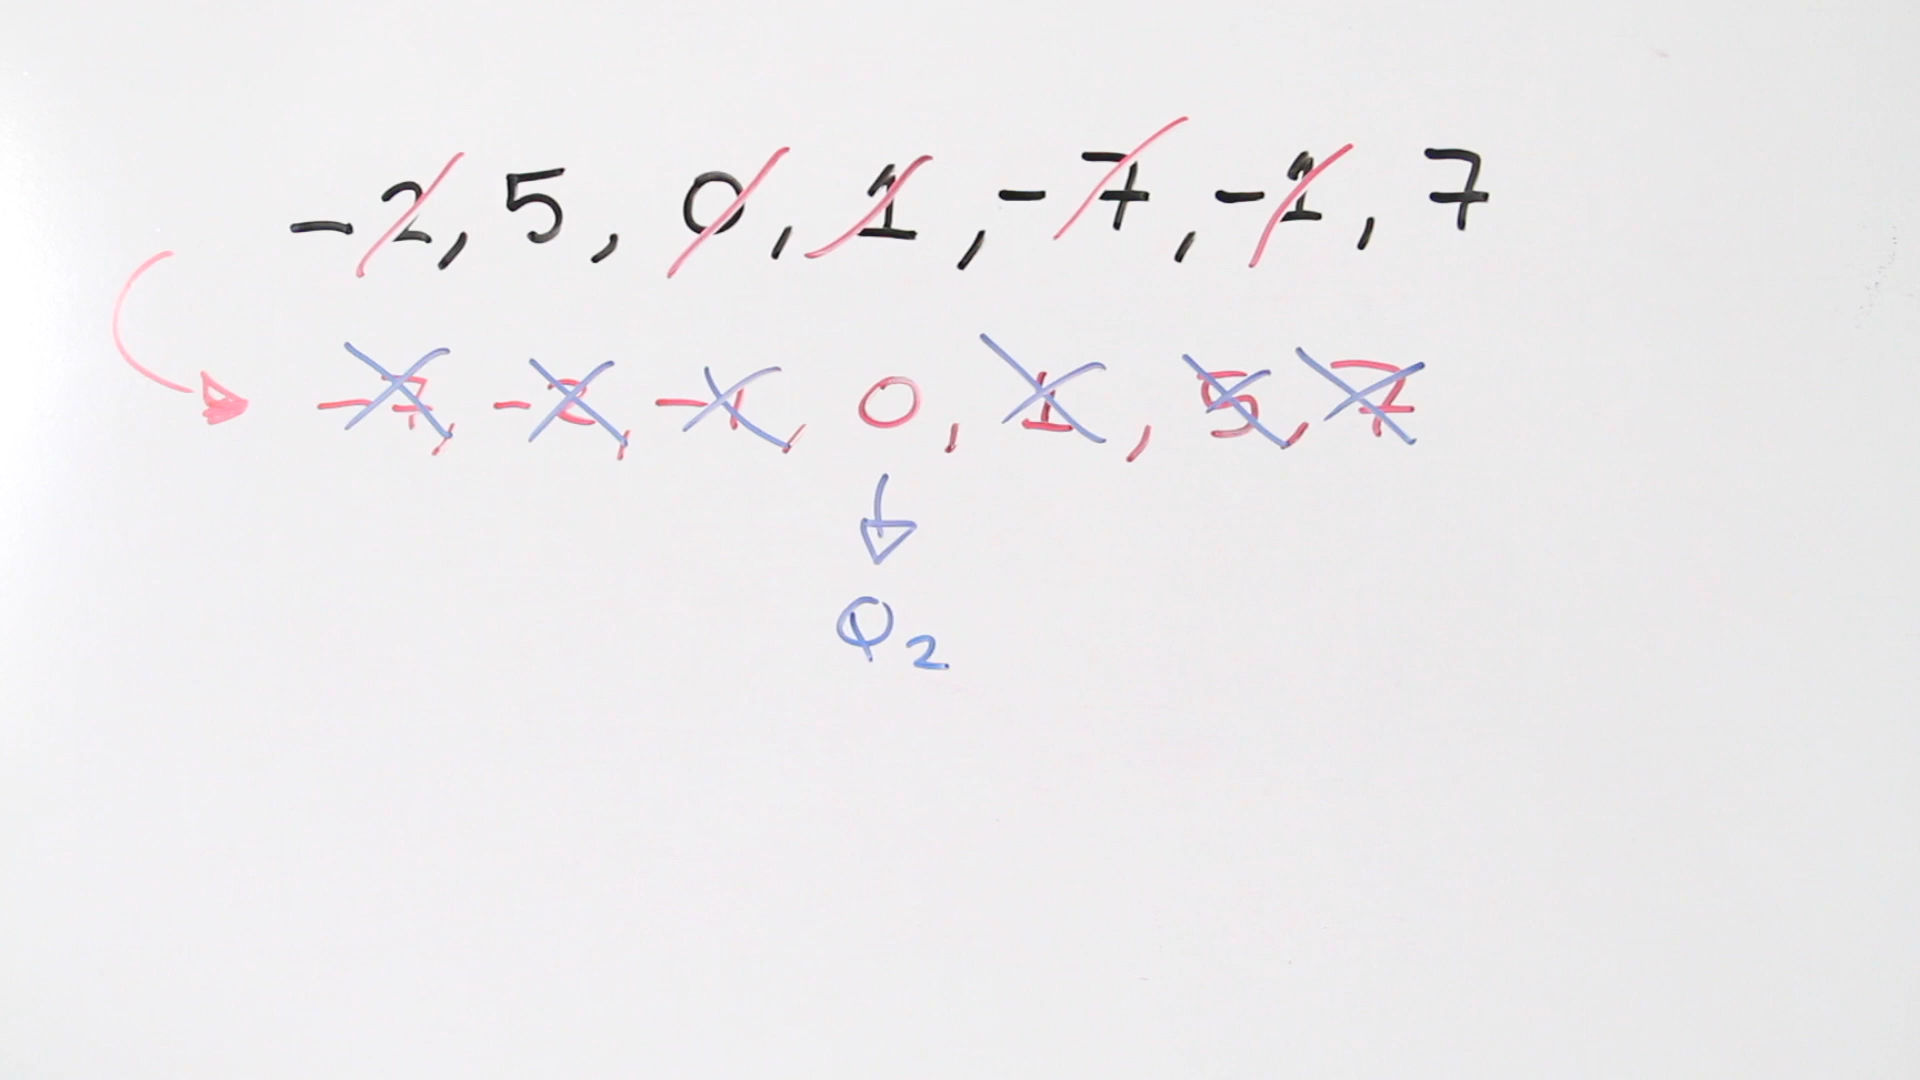 -2, 5, 0, 1, -7, -1, 7
-7, -2, -1, 0, 1, 5, 7
Q2